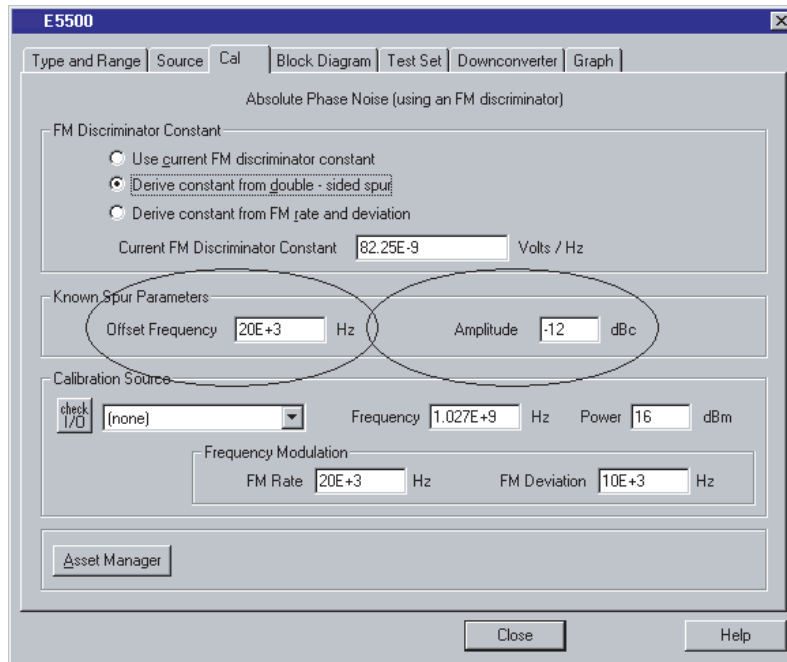 E5500
Type and Range Source Cal Block Diagram Test Set Downconverter Graph
Absolute Phase Noise (using an FM discriminator)
FM Discriminator Constant
Use current FM discriminator constant
Derive constant from double - sided spur
Derive constant from FM rate and deviation
Current FM Discriminator Constant 82.25E-9 Volts / Hz
Known Spur Parameters
Offset Frequency 20E+3 Hz Amplitude -12 dBc
Calibration Source
check I/O (none) Frequency 1.027E+9 Hz Power 16 dBm
Frequency Modulation
FM Rate 20E+3 Hz FM Deviation 10E+3 Hz
Asset Manager
Close Help